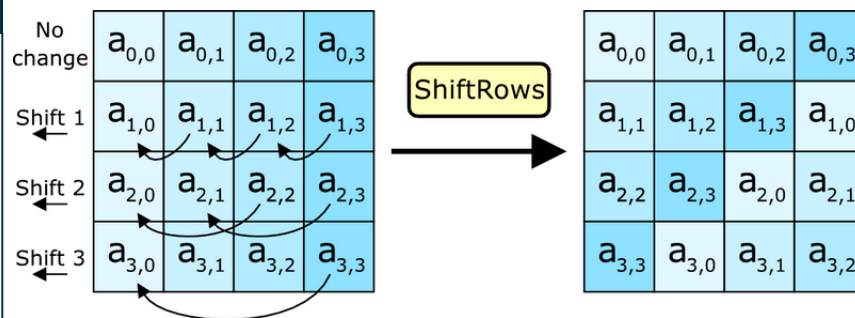 No
change
a0,0 a0,1 a0,2 a0,3
Shift 1
a1,0 a1,1 a1,2 a1,3
Shift 2
a2,0 a2,1 a2,2 a2,3
Shift 3
a3,0 a3,1 a3,2 a3,3
ShiftRows
a0,0 a0,1 a0,2 a0,3
a1,1 a1,2 a1,3 a1,0
a2,2 a2,3 a2,0 a2,1
a3,3 a3,0 a3,1 a3,2